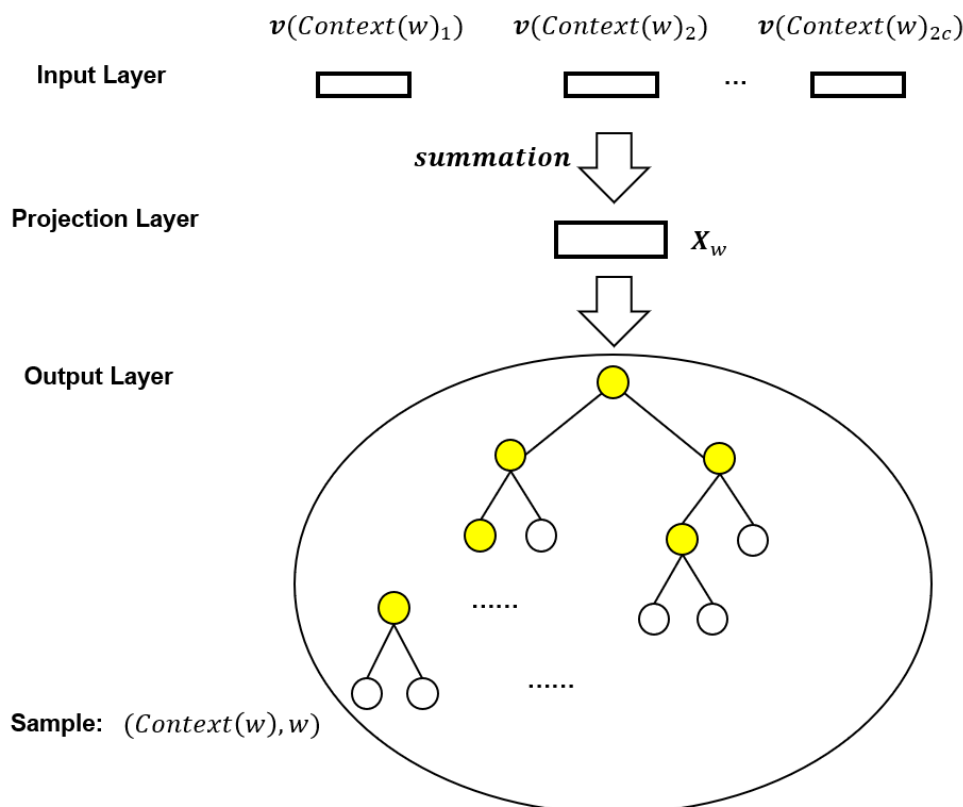 v(Context(w)₁) v(Context(w)₂) v(Context(w)₂c)
Input Layer ...
summation
Projection Layer
X_w
Output Layer
......
......
Sample: (Context(w), w)